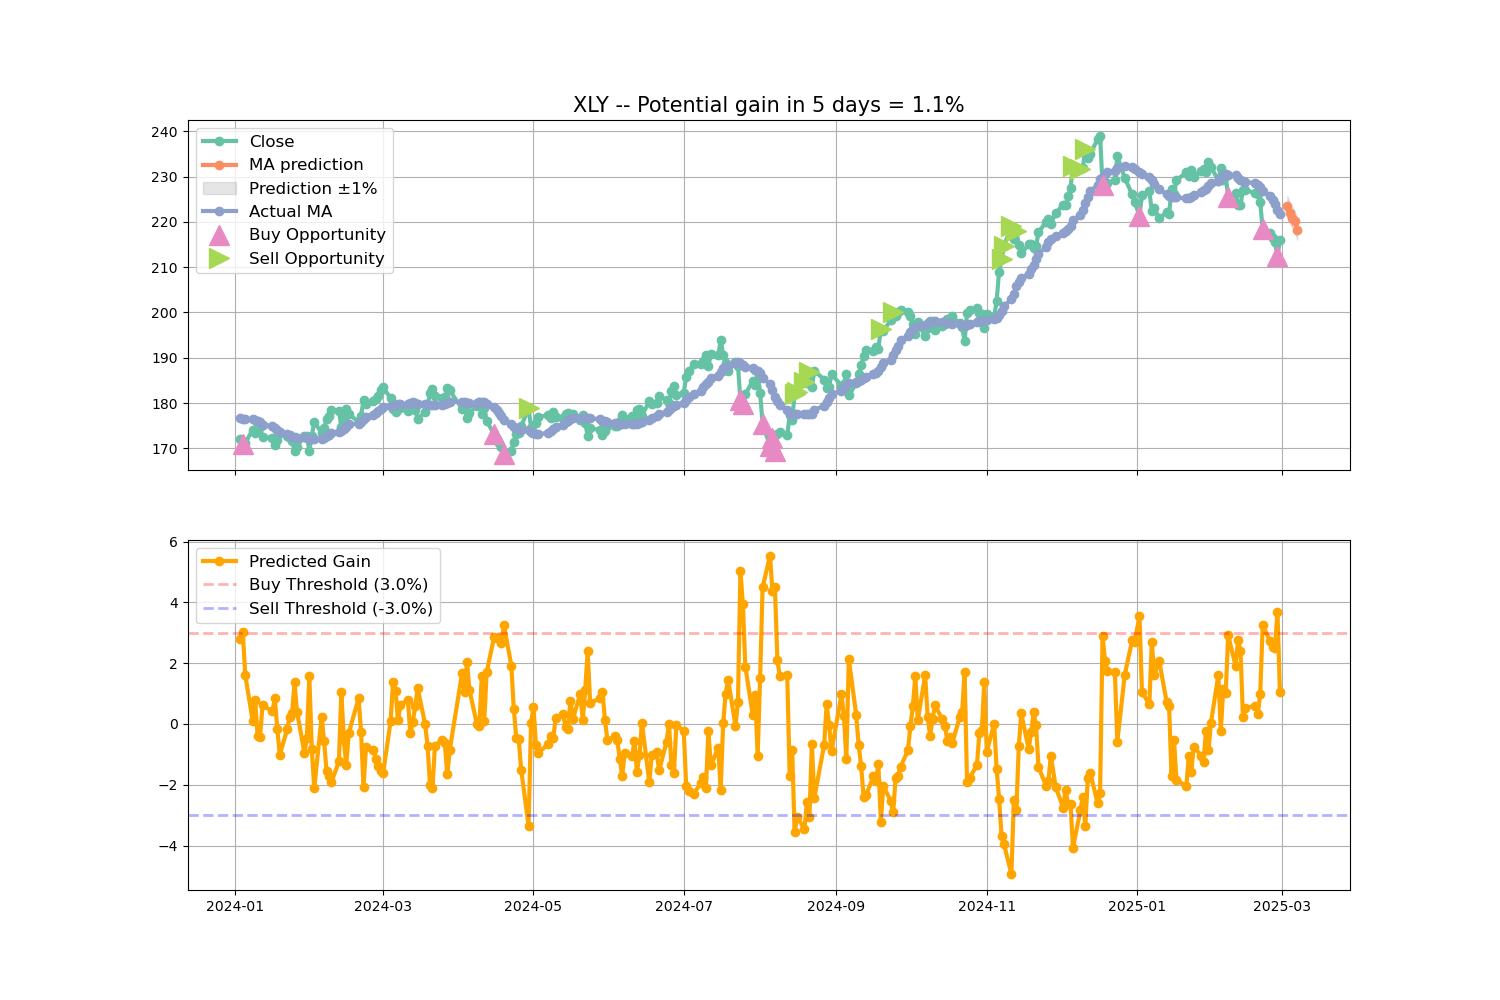 XLY -- Potential gain in 5 days = 1.1%
240
230
220
210
200
190
180
170
Close
MA prediction
Prediction ±1%
Actual MA
Buy Opportunity
Sell Opportunity
6
4
2
0
−2
−4
Predicted Gain
Buy Threshold (3.0%)
Sell Threshold (-3.0%)
2024-01
2024-03
2024-05
2024-07
2024-09
2024-11
2025-01
2025-03